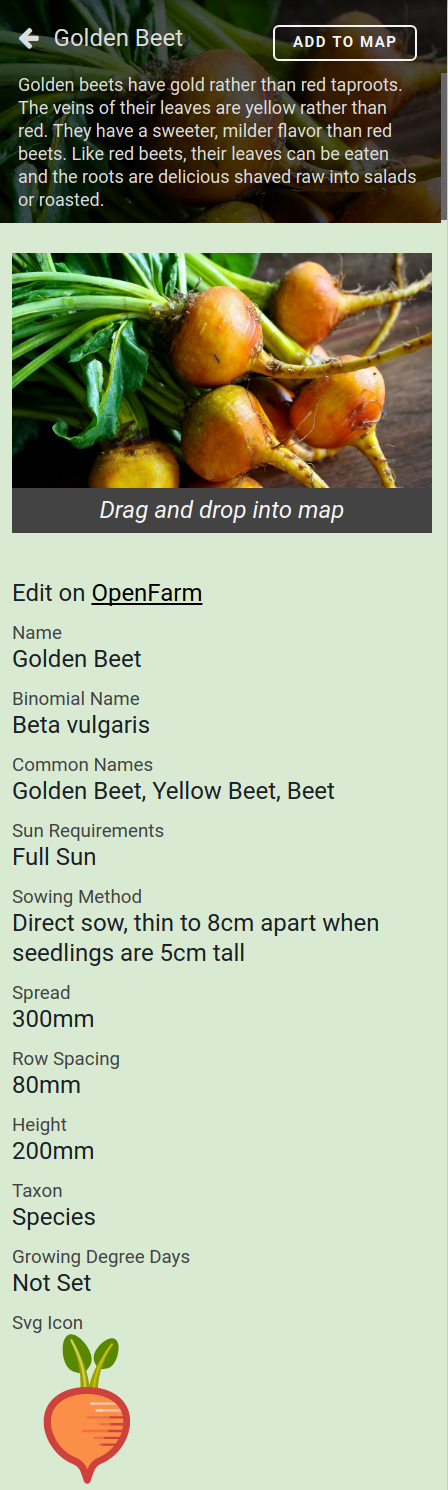 Golden Beet
ADD TO MAP
Golden beets have gold rather than red taproots.
The veins of their leaves are yellow rather than
red. They have a sweeter, milder flavor than red
beets. Like red beets, their leaves can be eaten
and the roots are delicious shaved raw into salads
or roasted.
Drag and drop into map
Edit on OpenFarm
Name
Golden Beet
Binomial Name
Beta vulgaris
Common Names
Golden Beet, Yellow Beet, Beet
Sun Requirements
Full Sun
Sowing Method
Direct sow, thin to 8cm apart when
seedlings are 5cm tall
Spread
300mm
Row Spacing
80mm
Height
200mm
Taxon
Species
Growing Degree Days
Not Set
Svg Icon